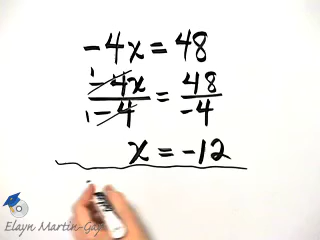 -4x = 48
-4x/-4 = 48/-4
x = -12
Elayn Martin-Gay